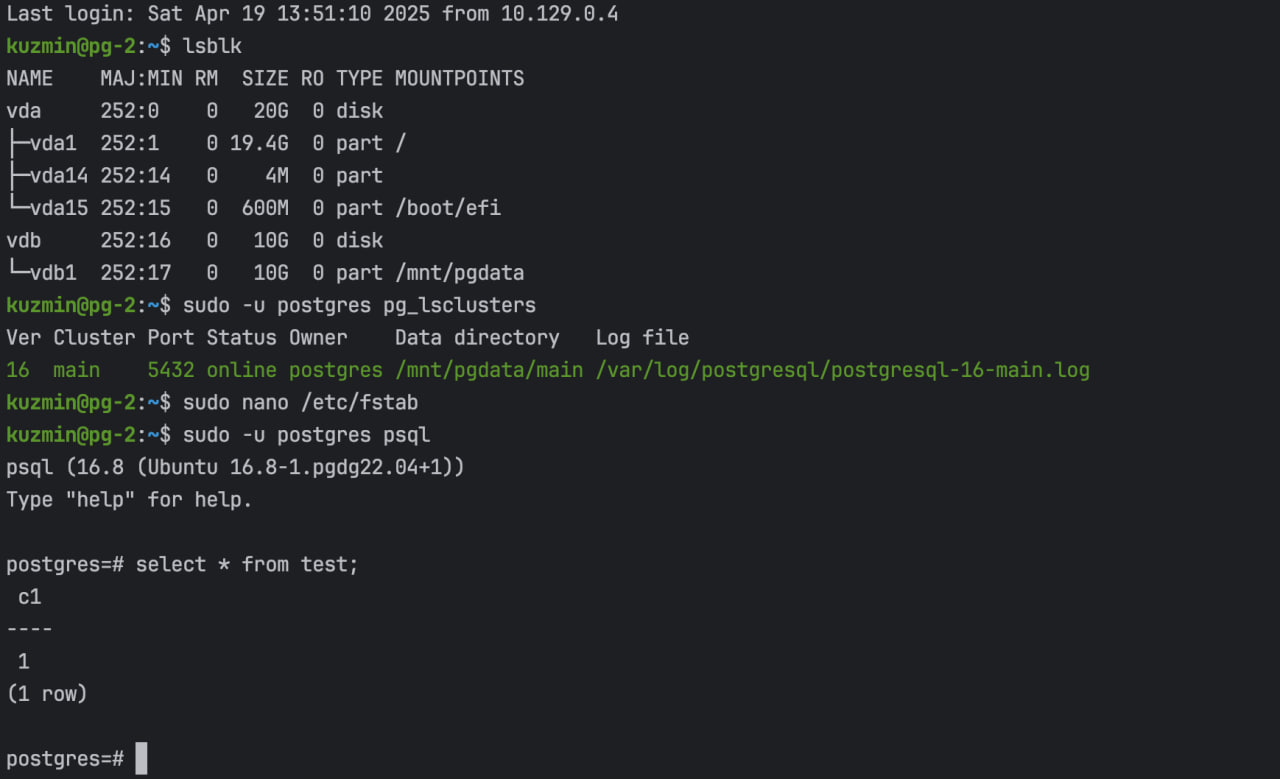 Last login: Sat Apr 19 13:51:10 2025 from 10.129.0.4
kuzmin@pg-2:~$ lsblk
NAME    MAJ:MIN RM  SIZE RO TYPE MOUNTPOINTS
vda     252:0    0   20G  0 disk
├─vda1  252:1    0 19.4G  0 part /
├─vda14 252:14   0    4M  0 part
└─vda15 252:15   0  600M  0 part /boot/efi
vdb     252:16   0   10G  0 disk
└─vdb1  252:17   0   10G  0 part /mnt/pgdata
kuzmin@pg-2:~$ sudo -u postgres pg_lsclusters
Ver Cluster Port Status Owner    Data directory   Log file
16  main    5432 online postgres /mnt/pgdata/main /var/log/postgresql/postgresql-16-main.log
kuzmin@pg-2:~$ sudo nano /etc/fstab
kuzmin@pg-2:~$ sudo -u postgres psql
psql (16.8 (Ubuntu 16.8-1.pgdg22.04+1))
Type "help" for help.

postgres=# select * from test;
 c1
----
 1
(1 row)

postgres=#